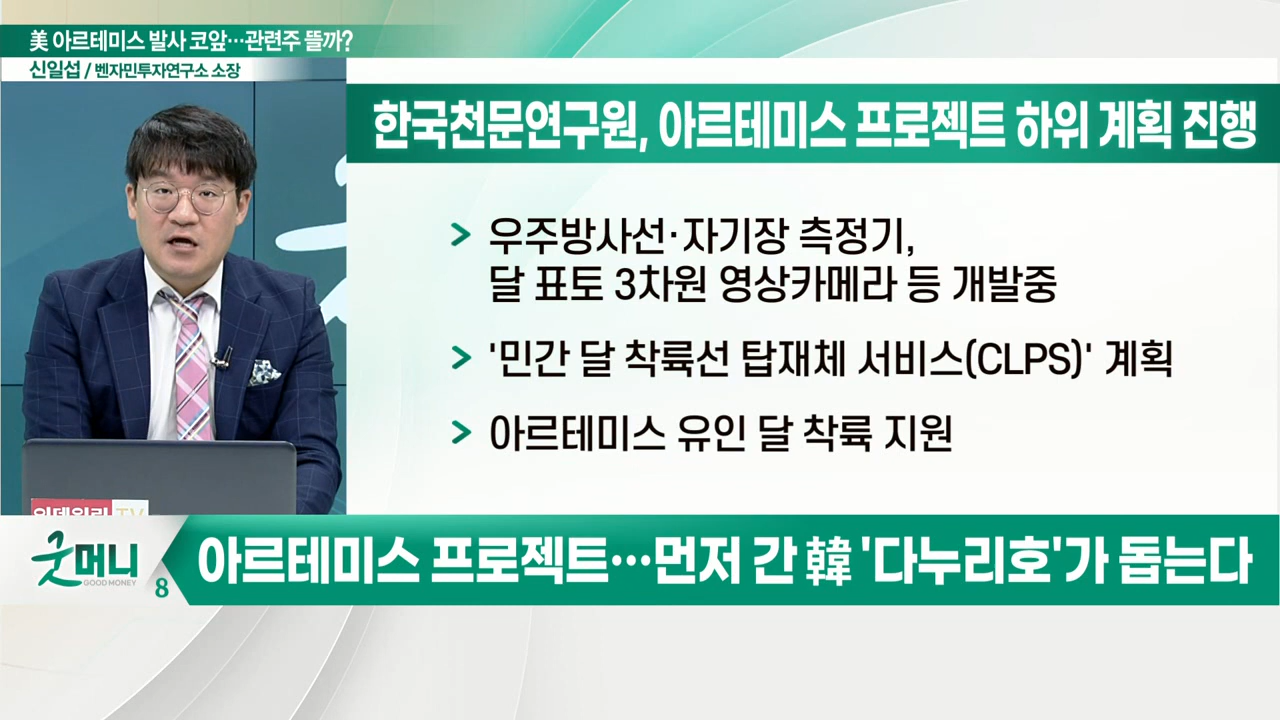 美 아르테미스 발사 코앞…관련주 뜰까?
신일섭 / 벤자민투자연구소 소장
한국천문연구원, 아르테미스 프로젝트 하위 계획 진행
> 우주방사선·자기장 측정기,
달 표토 3차원 영상카메라 등 개발중
> '민간 달 착륙선 탑재체 서비스(CLPS)' 계획
> 아르테미스 유인 달 착륙 지원
이데일리 TV
굿머니
GOOD MONEY
8
아르테미스 프로젝트…먼저 간 韓 '다누리호'가 돕는다